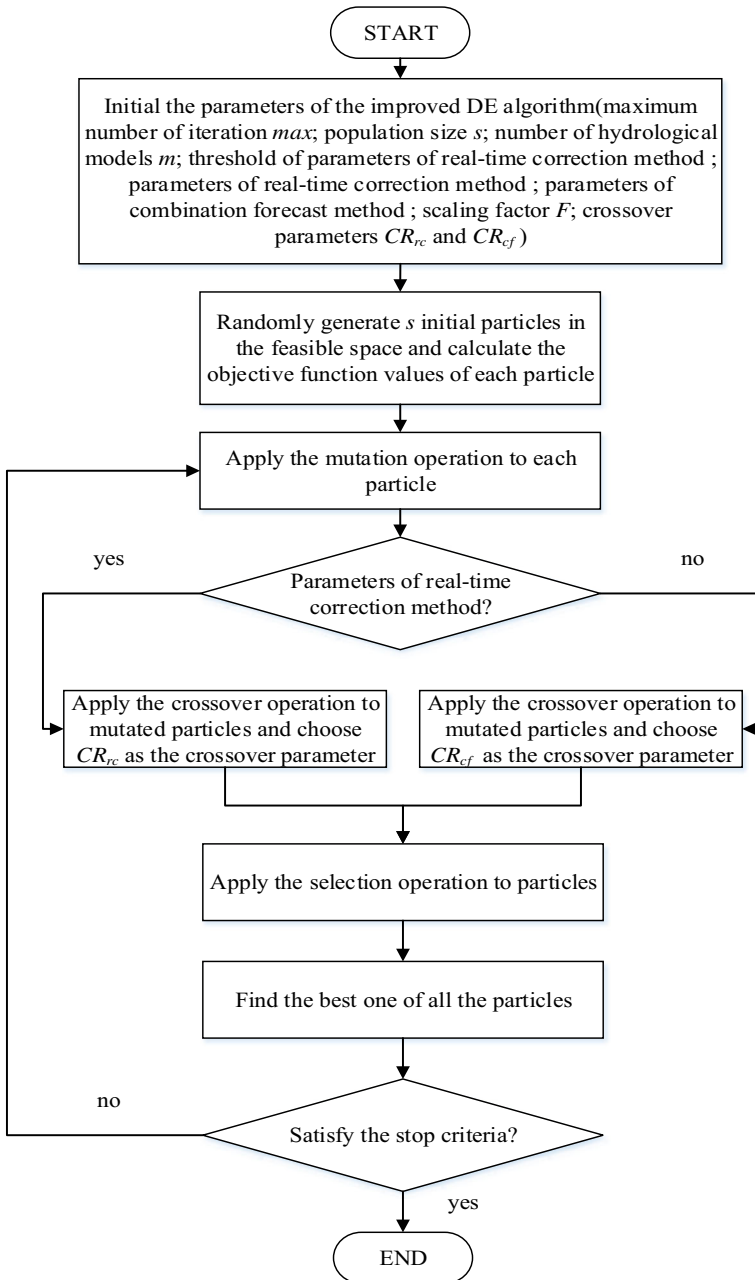 START
Initial the parameters of the improved DE algorithm(maximum
number of iteration max; population size s; number of hydrological
models m; threshold of parameters of real-time correction method ;
parameters of real-time correction method ; parameters of
combination forecast method ; scaling factor F; crossover
parameters CRrc and CRcf )
Randomly generate s initial particles in
the feasible space and calculate the
objective function values of each particle
Apply the mutation operation to each
particle
yes
no
Parameters of real-time
correction method?
Apply the crossover operation to
mutated particles and choose
CRrc as the crossover parameter
Apply the crossover operation to
mutated particles and choose
CRcf as the crossover parameter
Apply the selection operation to particles
Find the best one of all the particles
no
Satisfy the stop criteria?
yes
END